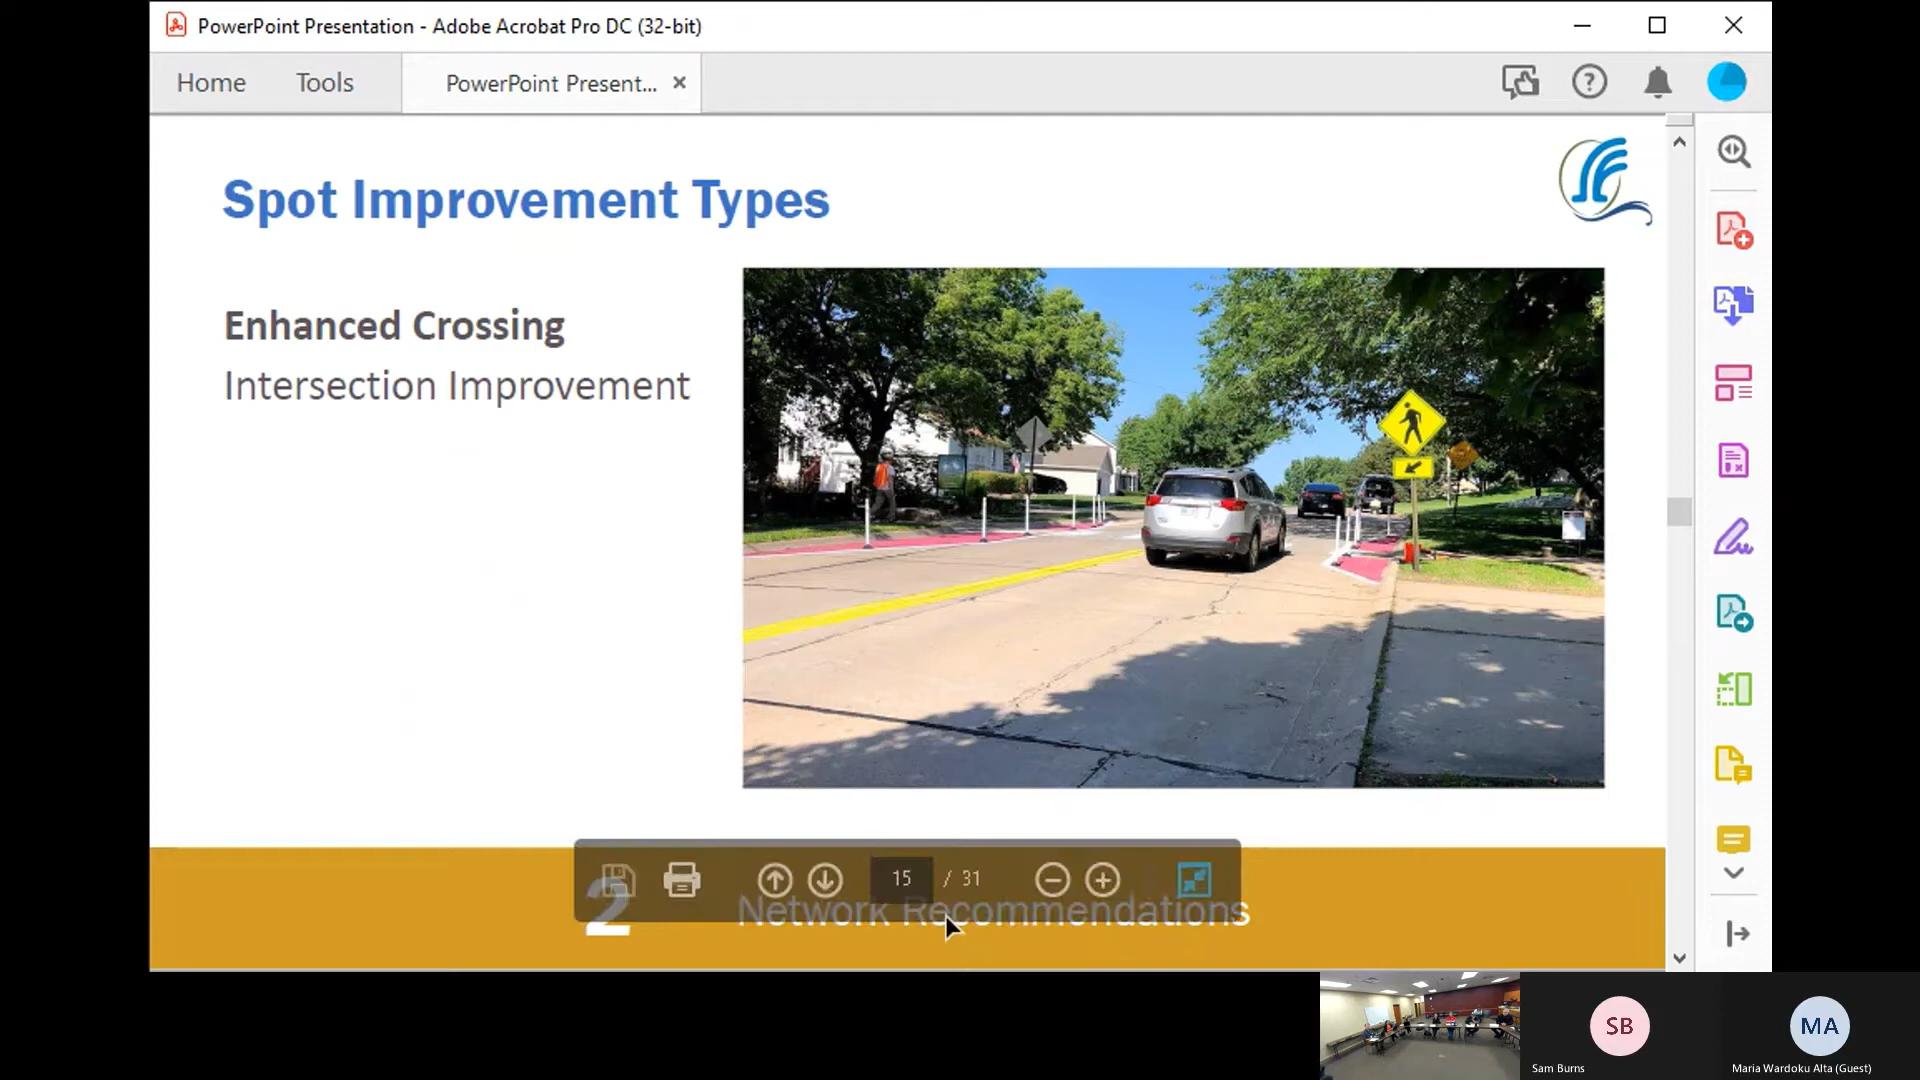 PowerPoint Presentation - Adobe Acrobat Pro DC (32-bit)
Home
Tools
PowerPoint Present...
Spot Improvement Types
Enhanced Crossing
Intersection Improvement
15 / 31
2
Network Recommendations
SB
MA
Sam Burns
Maria Wardoku Alta (Guest)